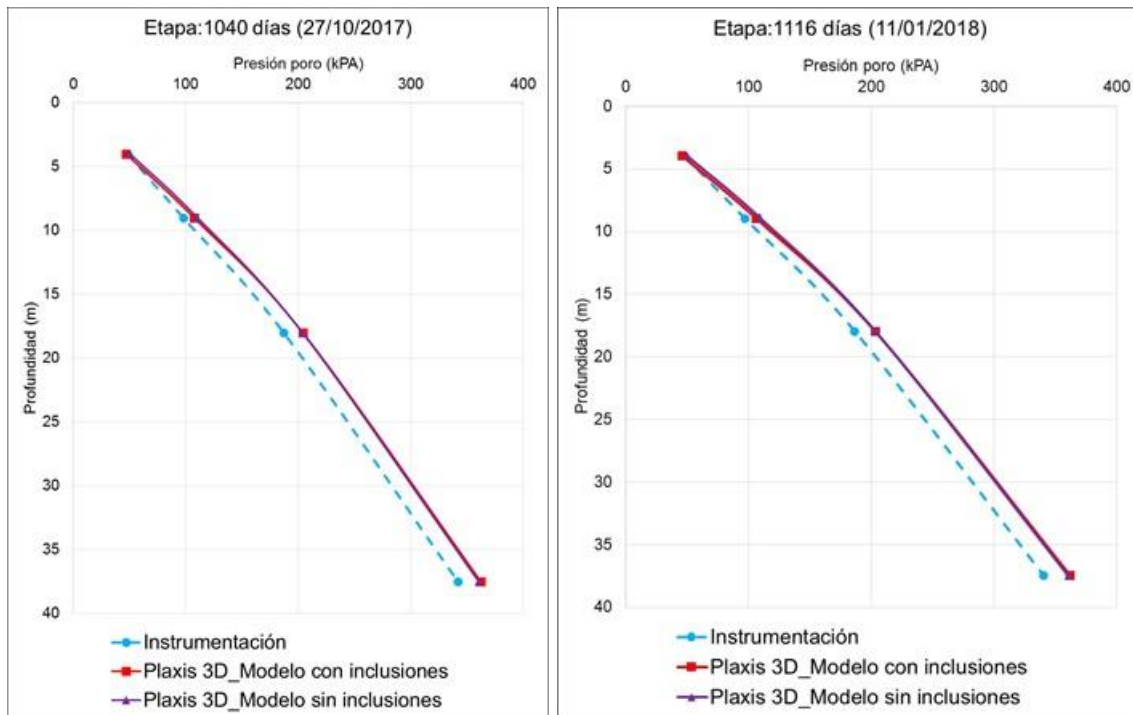 Etapa:1040 días (27/10/2017)
Presión poro (kPA)
0 100 200 300 400
0
5
10
15
20
25
30
35
40
Profundidad (m)
Instrumentación
Plaxis 3D_Modelo con inclusiones
Plaxis 3D_Modelo sin inclusiones
Etapa:1116 días (11/01/2018)
Presión poro (kPA)
0 100 200 300 400
0
5
10
15
20
25
30
35
40
Profundidad (m)
Instrumentación
Plaxis 3D_Modelo con inclusiones
Plaxis 3D_Modelo sin inclusiones